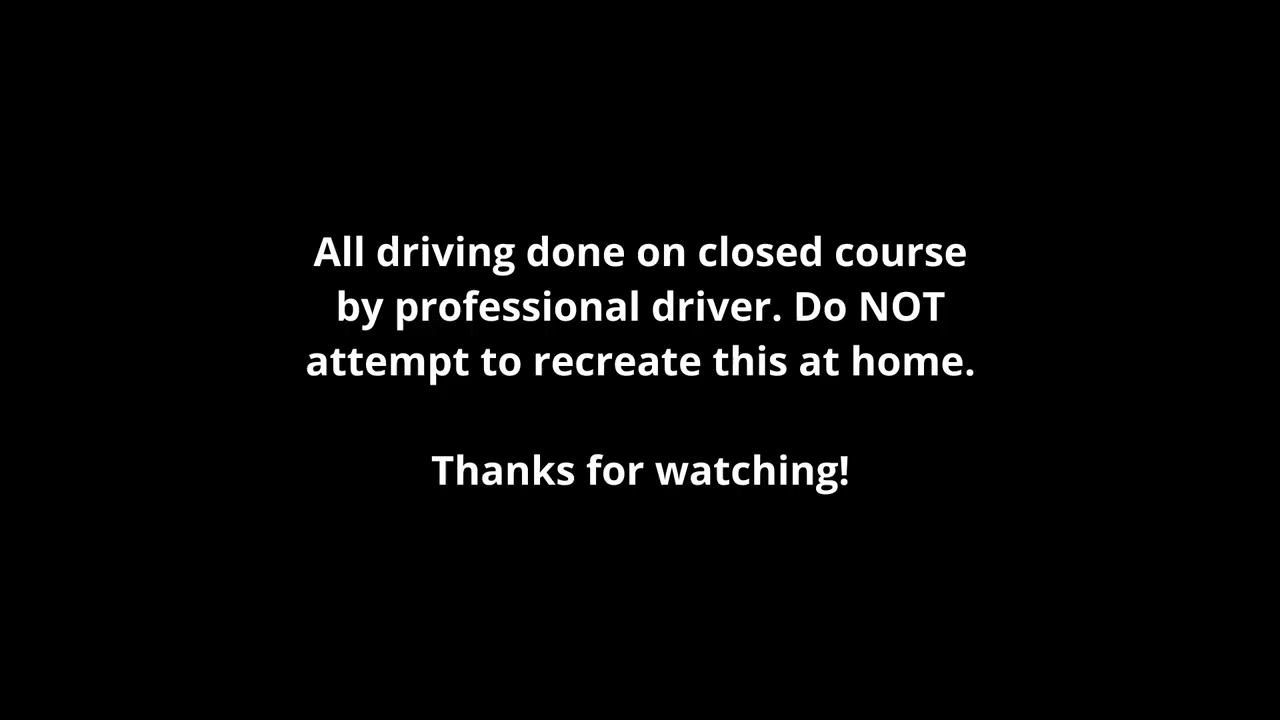 All driving done on closed course
by professional driver. Do NOT
attempt to recreate this at home.
Thanks for watching!